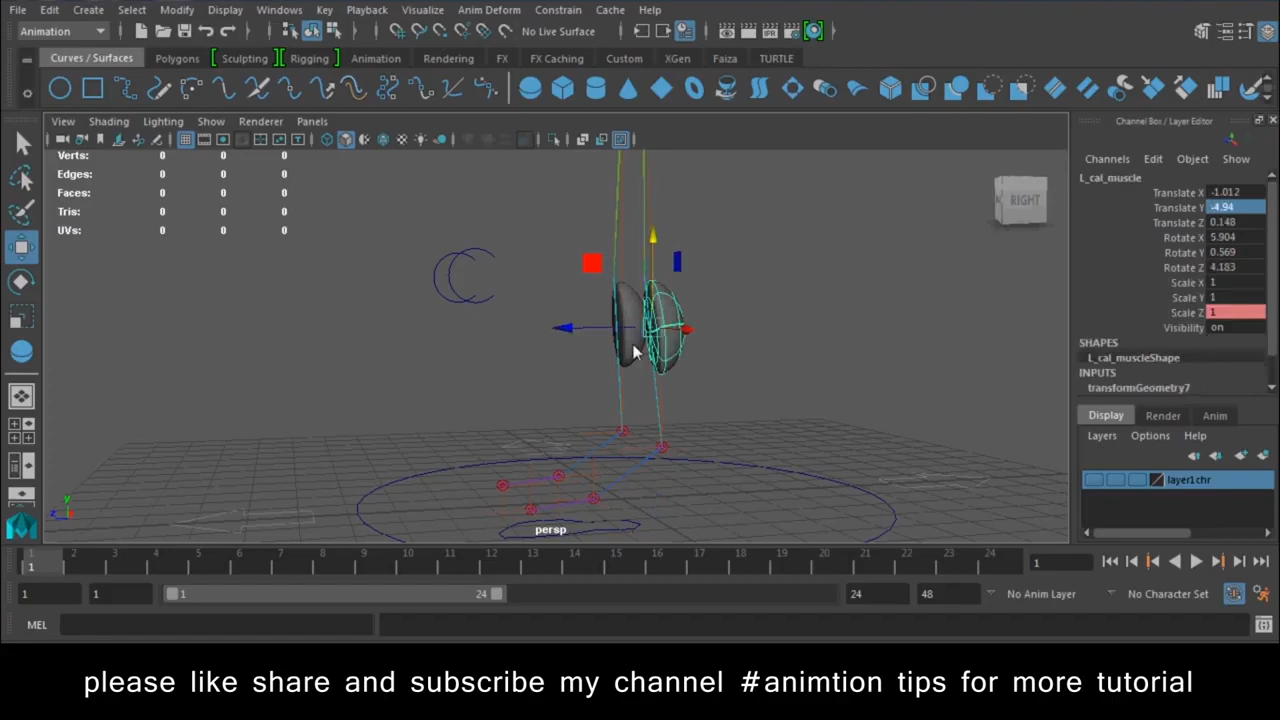 File Edit Create Select Modify Display Windows Key Playback Visualize Anim Deform Constrain Cache Help
Animation No Live Surface
Curves / Surfaces Polygons Sculpting Rigging Animation Rendering FX FX Caching Custom XGen Faiza TURTLE
View Shading Lighting Show Renderer Panels
Channel Box / Layer Editor
Channels Edit Object Show
Verts: 0 0 0
Edges: 0 0 0
Faces: 0 0 0
Tris: 0 0 0
UVs: 0 0 0
RIGHT
L_cal_muscle
Translate X -1.012
Translate Y -4.94
Translate Z 0.148
Rotate X 5.904
Rotate Y 0.569
Rotate Z 4.183
Scale X 1
Scale Y 1
Scale Z 1
Visibility on
SHAPES
L_cal_muscleShape
INPUTS
transformGeometry7
Display Render Anim
Layers Options Help
layer1chr
y
z
persp
1 2 3 4 5 6 7 8 9 10 11 12 13 14 15 16 17 18 19 20 21 22 23 24
1 1
1 1 1 24 24 48 No Anim Layer No Character Set
MEL
please like share and subscribe my channel #animtion tips for more tutorial